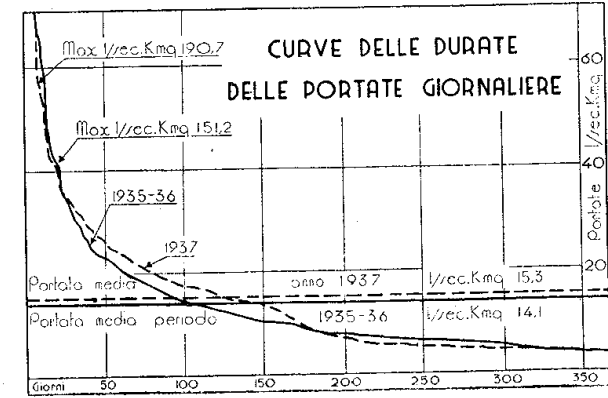 CURVE DELLE DURATE
DELLE PORTATE GIORNALIERE
Max l/sec.Kmq 190,7
Max l/sec.Kmq 151,2
1935-36
1937
Portata media anno 1937 l/sec.Kmq 15,3
Portata media periodo 1935-36 l/sec.Kmq 14,1
60
40
20
Portate l/sec.Kmq
Giorni 50 100 150 200 250 300 350